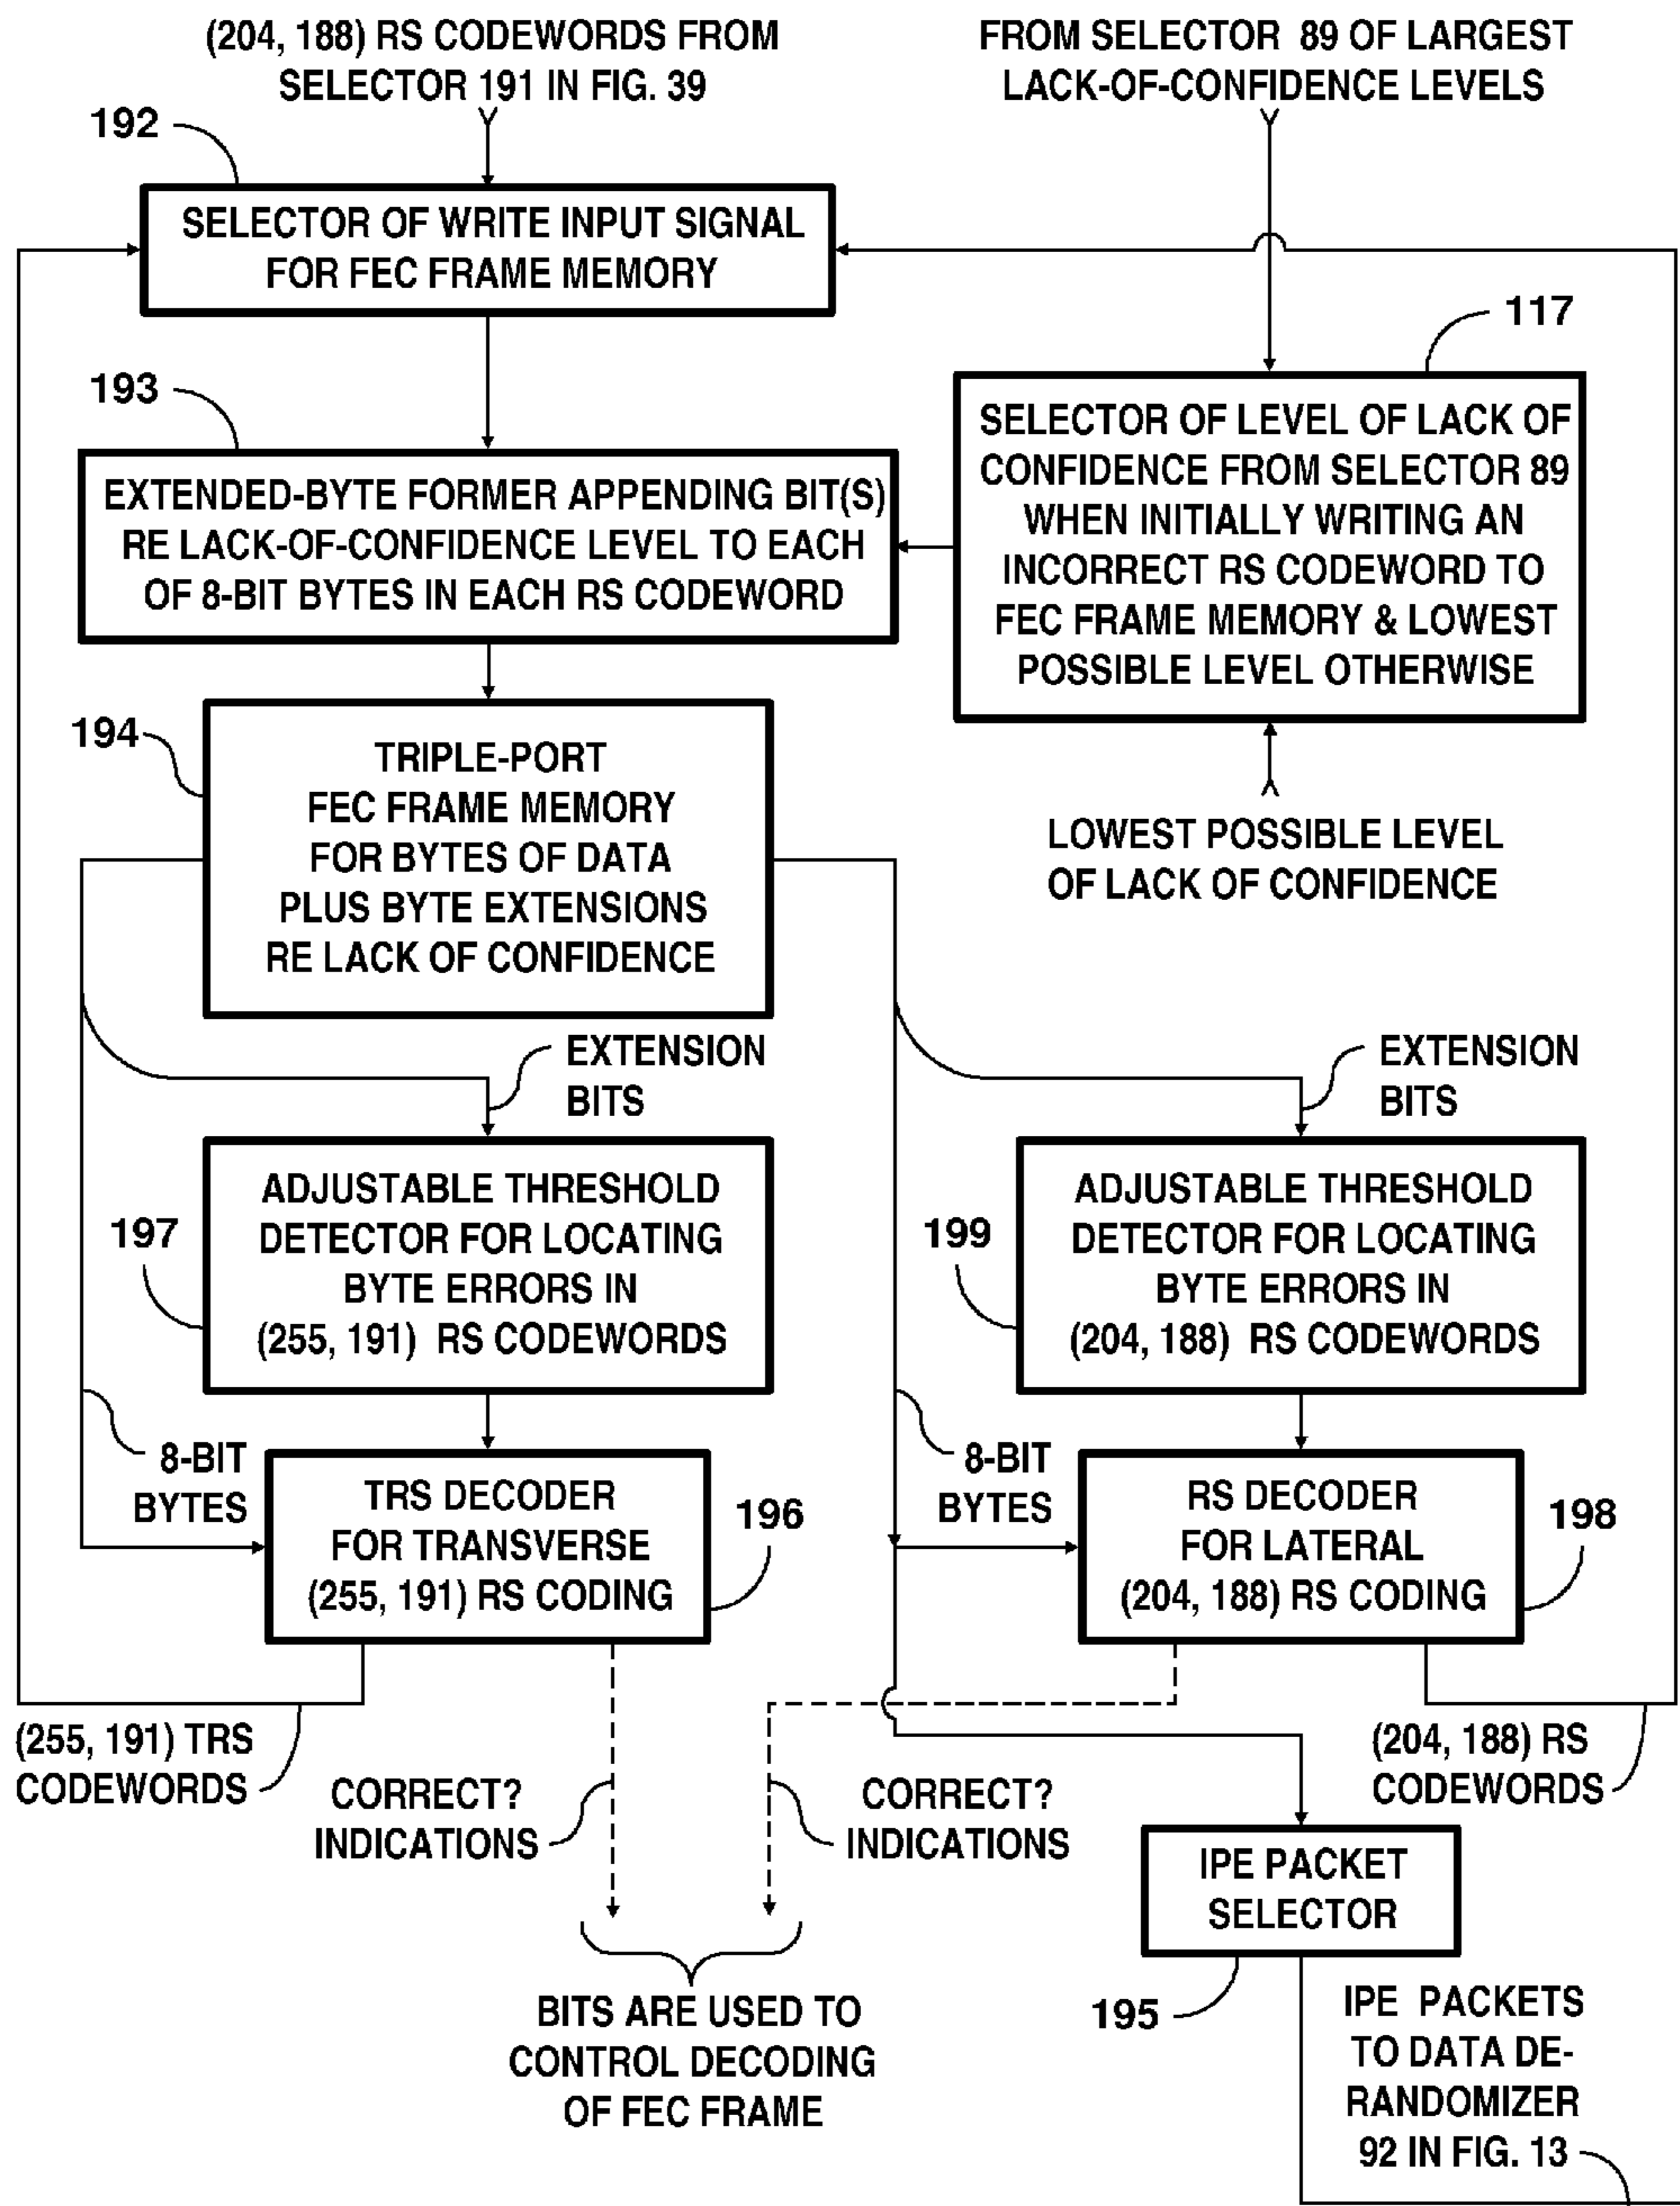 (204, 188) RS CODEWORDS FROM
SELECTOR 191 IN FIG. 39
FROM SELECTOR 89 OF LARGEST
LACK-OF-CONFIDENCE LEVELS
192
SELECTOR OF WRITE INPUT SIGNAL
FOR FEC FRAME MEMORY
117
193
SELECTOR OF LEVEL OF LACK OF
CONFIDENCE FROM SELECTOR 89
WHEN INITIALLY WRITING AN
INCORRECT RS CODEWORD TO
FEC FRAME MEMORY & LOWEST
POSSIBLE LEVEL OTHERWISE
EXTENDED-BYTE FORMER APPENDING BIT(S)
RE LACK-OF-CONFIDENCE LEVEL TO EACH
OF 8-BIT BYTES IN EACH RS CODEWORD
194
TRIPLE-PORT
FEC FRAME MEMORY
FOR BYTES OF DATA
PLUS BYTE EXTENSIONS
RE LACK OF CONFIDENCE
LOWEST POSSIBLE LEVEL
OF LACK OF CONFIDENCE
EXTENSION
BITS
EXTENSION
BITS
197
ADJUSTABLE THRESHOLD
DETECTOR FOR LOCATING
BYTE ERRORS IN
(255, 191) RS CODEWORDS
199
ADJUSTABLE THRESHOLD
DETECTOR FOR LOCATING
BYTE ERRORS IN
(204, 188) RS CODEWORDS
8-BIT
BYTES
TRS DECODER
FOR TRANSVERSE
(255, 191) RS CODING
196
8-BIT
BYTES
RS DECODER
FOR LATERAL
(204, 188) RS CODING
198
(255, 191) TRS
CODEWORDS
CORRECT?
INDICATIONS
CORRECT?
INDICATIONS
(204, 188) RS
CODEWORDS
IPE PACKET
SELECTOR
195
BITS ARE USED TO
CONTROL DECODING
OF FEC FRAME
IPE PACKETS
TO DATA DE-
RANDOMIZER
92 IN FIG. 13